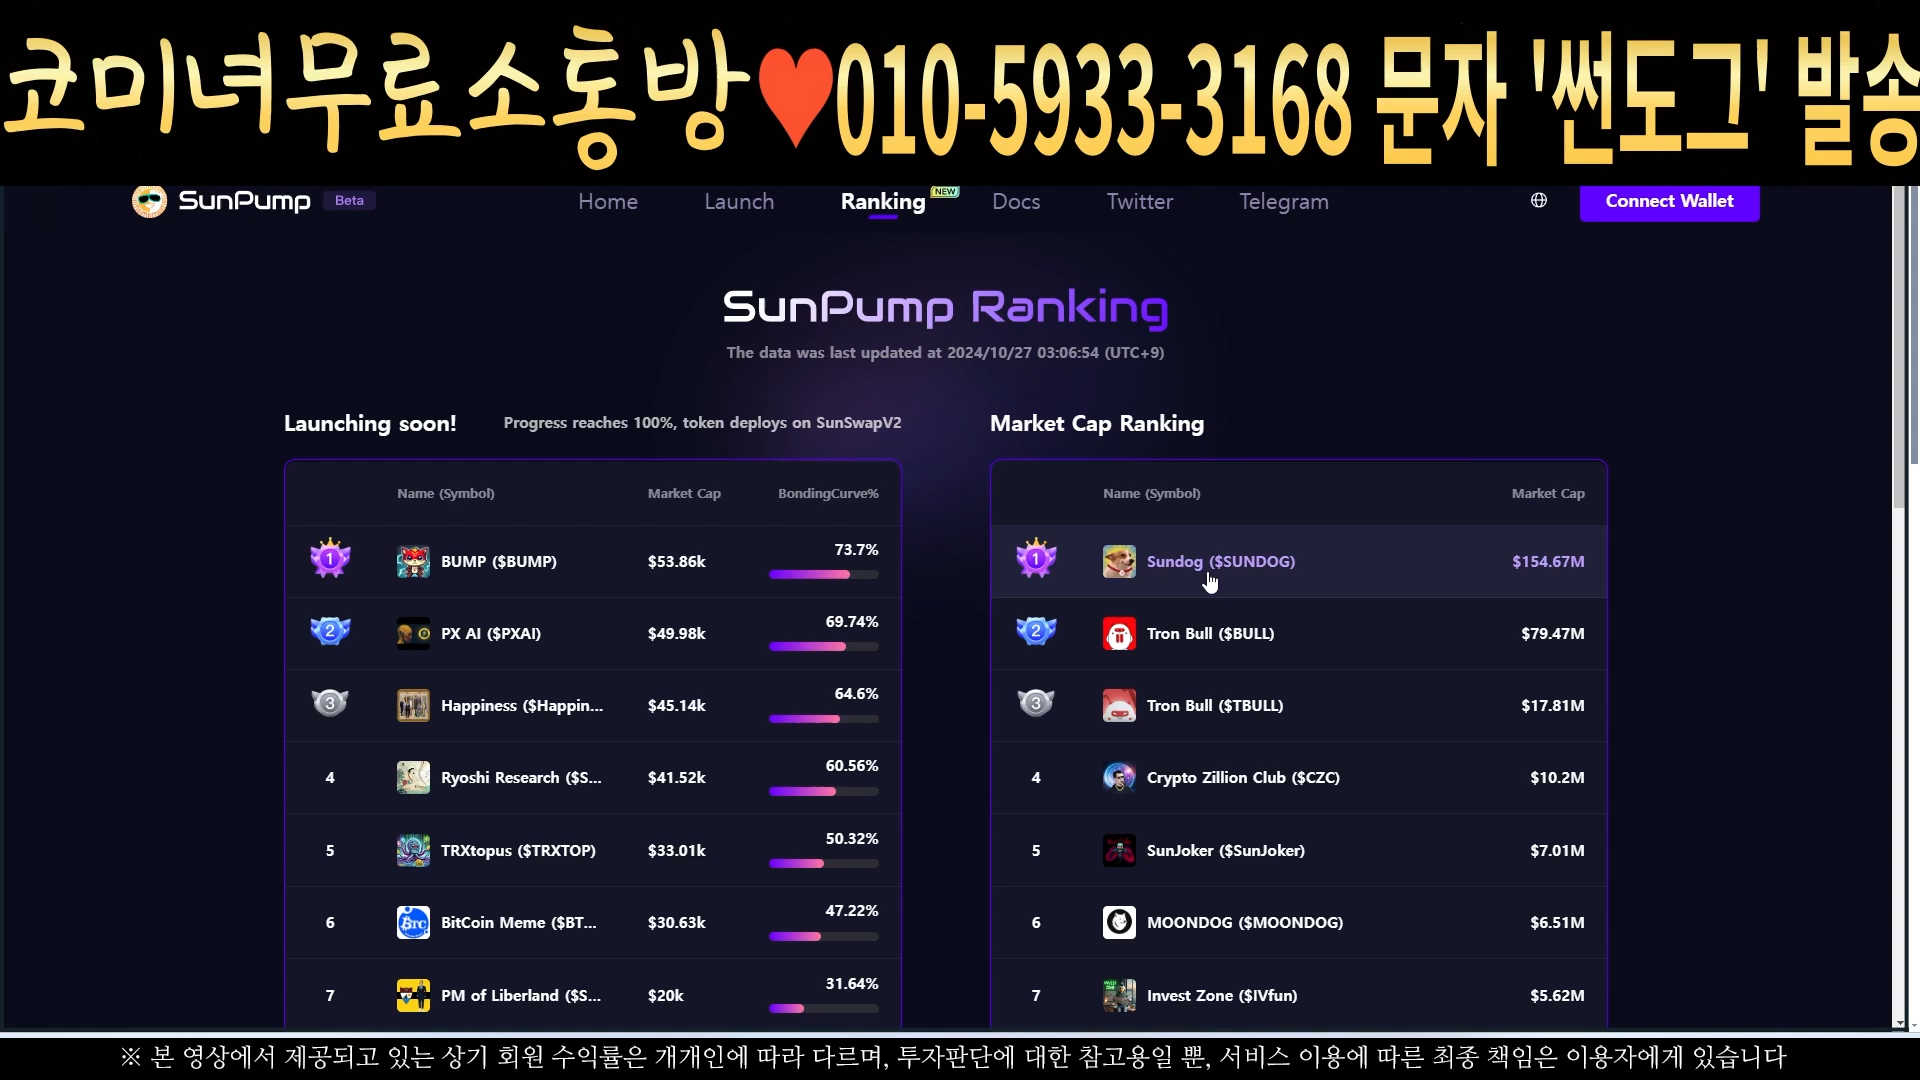 코미녀무료소통방♥010-5933-3168 문자 '썬도그' 발송
SunPump Beta Home Launch Ranking NEW Docs Twitter Telegram Connect Wallet
SunPump Ranking
The data was last updated at 2024/10/27 03:06:54 (UTC+9)
Launching soon! Progress reaches 100%, token deploys on SunSwapV2
Name (Symbol) Market Cap BondingCurve%
1 BUMP ($BUMP) $53.86k 73.7%
2 PX AI ($PXAI) $49.98k 69.74%
3 Happiness ($Happin... $45.14k 64.6%
4 Ryoshi Research ($S... $41.52k 60.56%
5 TRXtopus ($TRXTOP) $33.01k 50.32%
6 BitCoin Meme ($BT... $30.63k 47.22%
7 PM of Liberland ($S... $20k 31.64%
Market Cap Ranking
Name (Symbol) Market Cap
1 Sundog ($SUNDOG) $154.67M
2 Tron Bull ($BULL) $79.47M
3 Tron Bull ($TBULL) $17.81M
4 Crypto Zillion Club ($CZC) $10.2M
5 SunJoker ($SunJoker) $7.01M
6 MOONDOG ($MOONDOG) $6.51M
7 Invest Zone ($IVfun) $5.62M
※ 본 영상에서 제공되고 있는 상기 회원 수익률은 개개인에 따라 다르며, 투자판단에 대한 참고용일 뿐, 서비스 이용에 따른 최종 책임은 이용자에게 있습니다